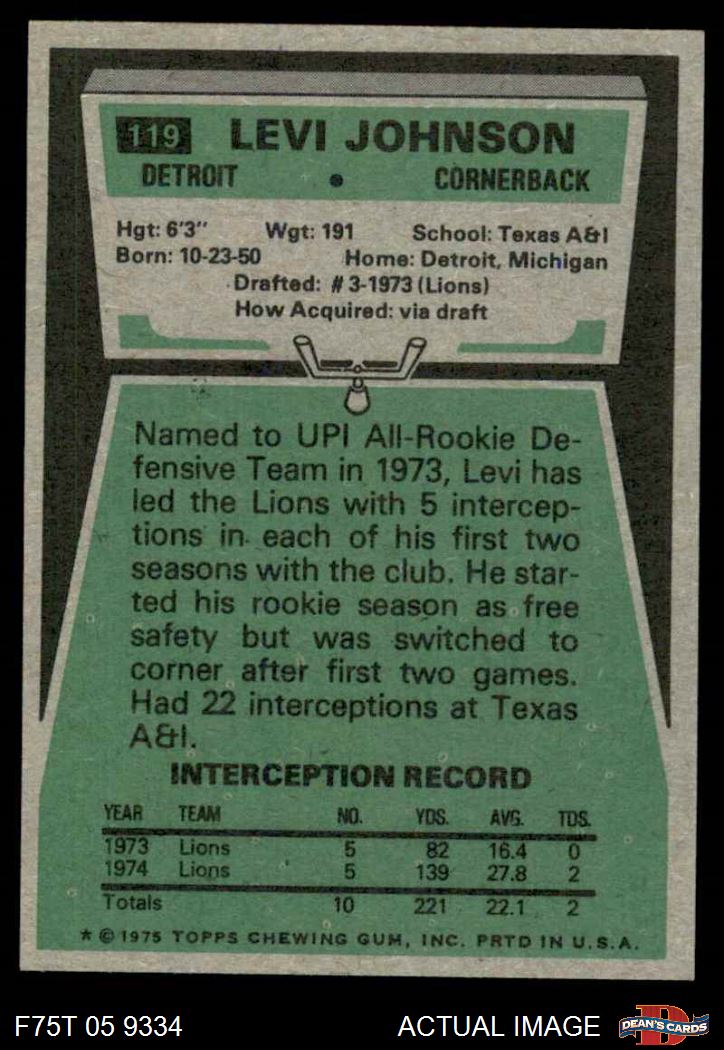 119 LEVI JOHNSON
DETROIT • CORNERBACK
Hgt: 6'3" Wgt: 191 School: Texas A&I
Born: 10-23-50 Home: Detroit, Michigan
Drafted: #3-1973 (Lions)
How Acquired: via draft
Named to UPI All-Rookie De-
fensive Team in 1973, Levi has
led the Lions with 5 intercep-
tions in each of his first two
seasons with the club. He star-
ted his rookie season as free
safety but was switched to
corner after first two games.
Had 22 interceptions at Texas
A&I.
INTERCEPTION RECORD
YEAR TEAM NO. YDS. AVG. TDS.
1973 Lions 5 82 16.4 0
1974 Lions 5 139 27.8 2
Totals 10 221 22.1 2
* © 1975 TOPPS CHEWING GUM, INC. PRTD IN U.S.A.
F75T 05 9334 ACTUAL IMAGE D DEAN'S CARDS